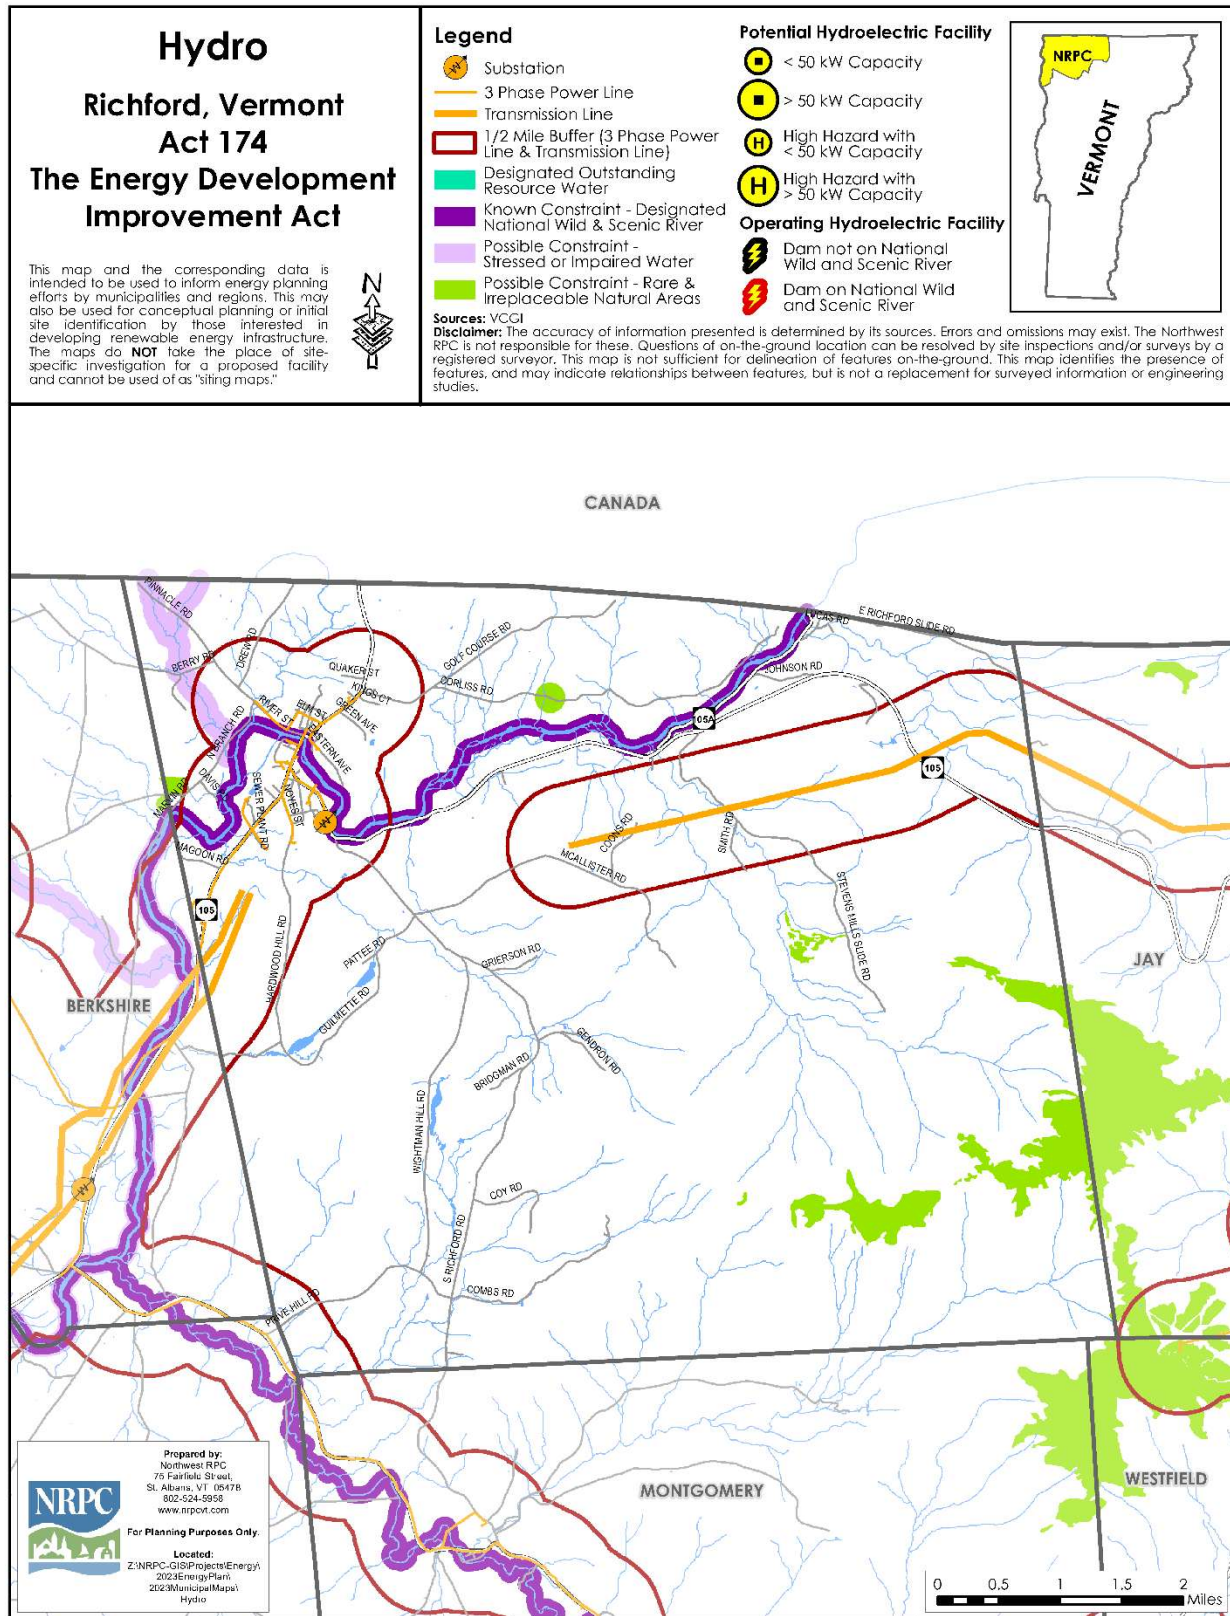 Hydro
Richford, Vermont
Act 174
The Energy Development
Improvement Act
This map and the corresponding data is
intended to be used to inform energy planning
efforts by municipalities and regions. This may
also be used for conceptual planning or initial
site identification by those interested in
developing renewable energy infrastructure.
The maps do NOT take the place of site-
specific investigation for a proposed facility
and cannot be used of as "siting maps."
N
Legend
Substation
3 Phase Power Line
Transmission Line
1/2 Mile Buffer (3 Phase Power
Line & Transmission Line)
Designated Outstanding
Resource Water
Known Constraint - Designated
National Wild & Scenic River
Possible Constraint -
Stressed or Impaired Water
Possible Constraint - Rare &
Irreplaceable Natural Areas
Potential Hydroelectric Facility
< 50 kW Capacity
> 50 kW Capacity
H
High Hazard with
< 50 kW Capacity
H
High Hazard with
> 50 kW Capacity
Operating Hydroelectric Facility
Dam not on National
Wild and Scenic River
Dam on National Wild
and Scenic River
NRPC
VERMONT
Sources: VCGI
Disclaimer: The accuracy of information presented is determined by its sources. Errors and omissions may exist. The Northwest
RPC is not responsible for these. Questions of on-the-ground location can be resolved by site inspections and/or surveys by a
registered surveyor. This map is not sufficient for delineation of features on-the-ground. This map identifies the presence of
features, and may indicate relationships between features, but is not a replacement for surveyed information or engineering
studies.
CANADA
PINNACLE RD
LUCAS RD
E RICHFORD SLIDE RD
BERRY RD
DREW RD
GOLF COURSE RD
QUAKER ST
KINGS CT
CORLISS RD
JOHNSON RD
N BRANCH RD
RIVER ST
ELM ST
GREEN AVE
EASTERN AVE
105A
105
DAVIS
MARVIN RD
SEWER PLANT RD
NOYES ST
MAGOON RD
COONS RD
SMITH RD
MCALLISTER RD
105
STEVENS MILLS SLIDE RD
HARDWOOD HILL RD
PATTEE RD
GRIERSON RD
JAY
BERKSHIRE
GUILMETTE RD
GENDRON RD
BRIDGMAN RD
WIGHTMAN HILL RD
COY RD
S RICHFORD RD
COMBS RD
PRIVE HILL RD
MONTGOMERY
WESTFIELD
NRPC
Prepared by:
Northwest RPC
75 Fairfield Street,
St. Albans, VT 05478
802-524-5958
www.nrpcvt.com
For Planning Purposes Only.
Located:
Z:\NRPC-GIS\Projects\Energy\
2023EnergyPlan\
2023MunicipalMaps\
Hydro
0 0.5 1 1.5 2
Miles